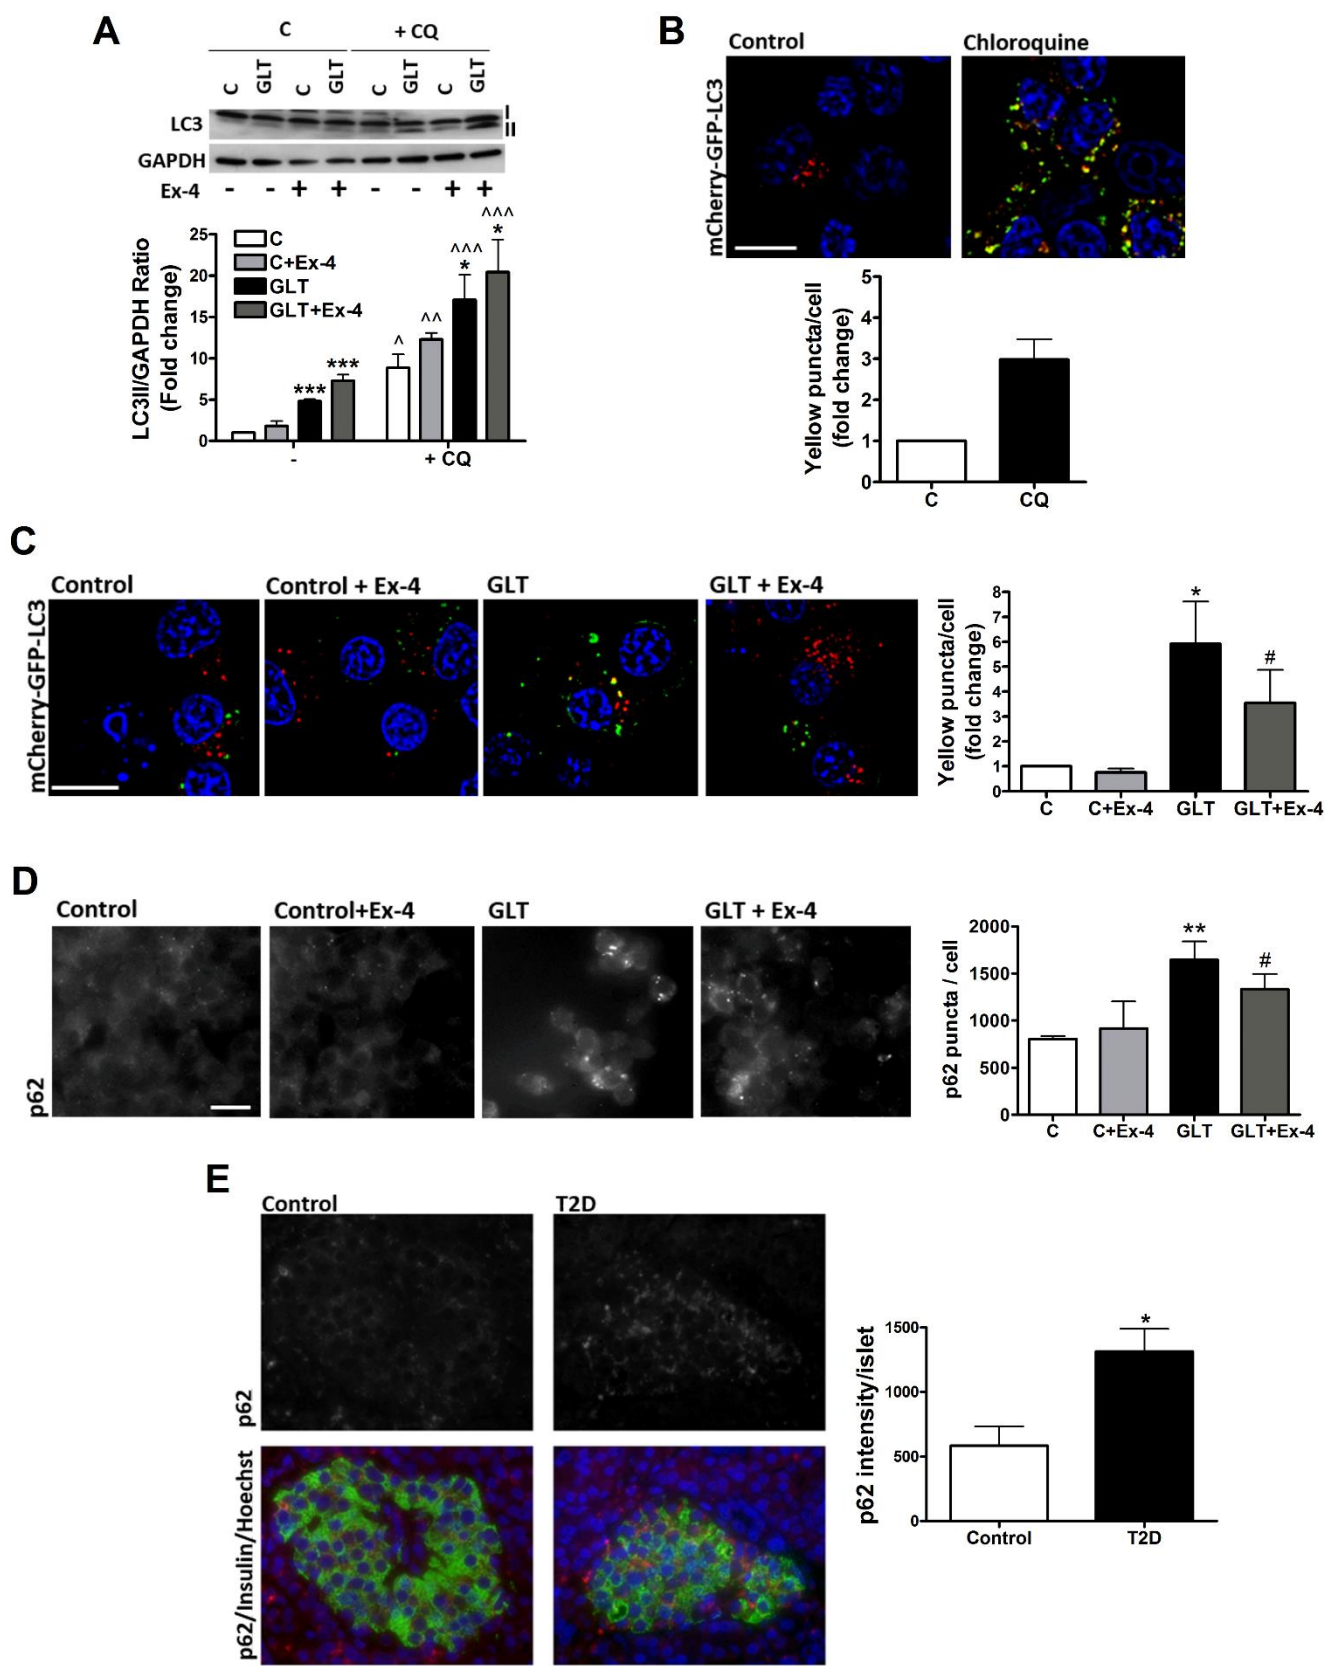 A
C
+ CQ
C GLT C GLT C GLT C GLT
LC3
I
II
GAPDH
Ex-4 - - + + - - + +
LC3II/GAPDH Ratio
(Fold change)
25
20
15
10
5
0
C
C+Ex-4
GLT
GLT+Ex-4
***
***
^
^^
^^^
*
^^^
*
-
+ CQ
B
Control
Chloroquine
mCherry-GFP-LC3
Yellow puncta/cell
(fold change)
5
4
3
2
1
0
C
CQ
C
Control
Control + Ex-4
GLT
GLT + Ex-4
mCherry-GFP-LC3
Yellow puncta/cell
(fold change)
8
7
6
5
4
3
2
1
0
*
#
C
C+Ex-4
GLT
GLT+Ex-4
D
Control
Control+Ex-4
GLT
GLT + Ex-4
p62
p62 puncta / cell
2000
1500
1000
500
0
**
#
C
C+Ex-4
GLT
GLT+Ex-4
E
Control
T2D
p62
p62/Insulin/Hoechst
p62 intensity/islet
1500
1000
500
0
*
Control
T2D